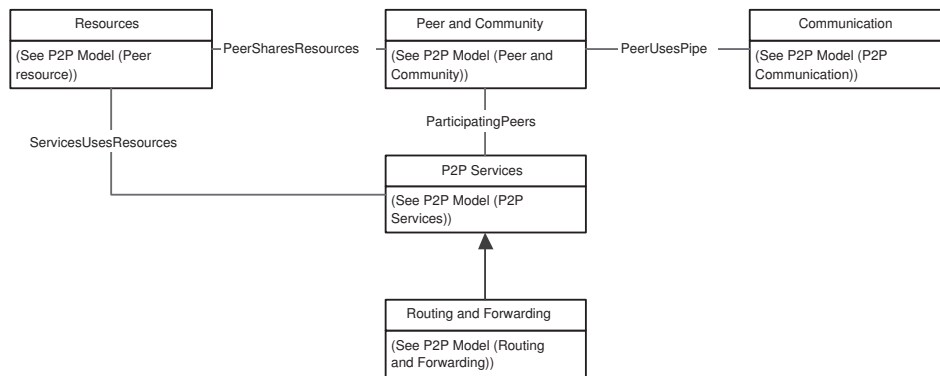 Resources
(See P2P Model (Peer
resource))
PeerSharesResources
Peer and Community
(See P2P Model (Peer and
Community))
PeerUsesPipe
Communication
(See P2P Model (P2P
Communication))
ServicesUsesResources
ParticipatingPeers
P2P Services
(See P2P Model (P2P
Services))
Routing and Forwarding
(See P2P Model (Routing
and Forwarding))